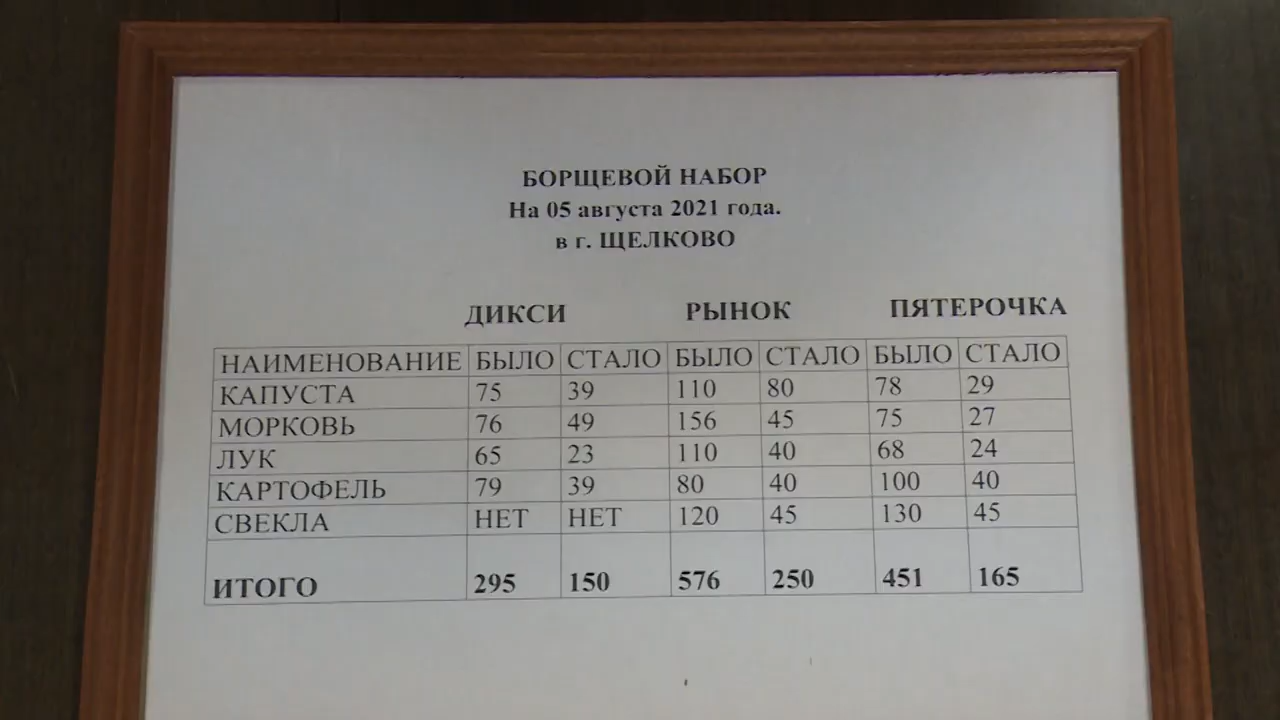 БОРЩЕВОЙ НАБОР
На 05 августа 2021 года.
в г. ЩЕЛКОВО
ДИКСИ РЫНОК ПЯТЕРОЧКА
НАИМЕНОВАНИЕ БЫЛО СТАЛО БЫЛО СТАЛО БЫЛО СТАЛО
КАПУСТА 75 39 110 80 78 29
МОРКОВЬ 76 49 156 45 75 27
ЛУК 65 23 110 40 68 24
КАРТОФЕЛЬ 79 39 80 40 100 40
СВЕКЛА НЕТ НЕТ 120 45 130 45
ИТОГО 295 150 576 250 451 165